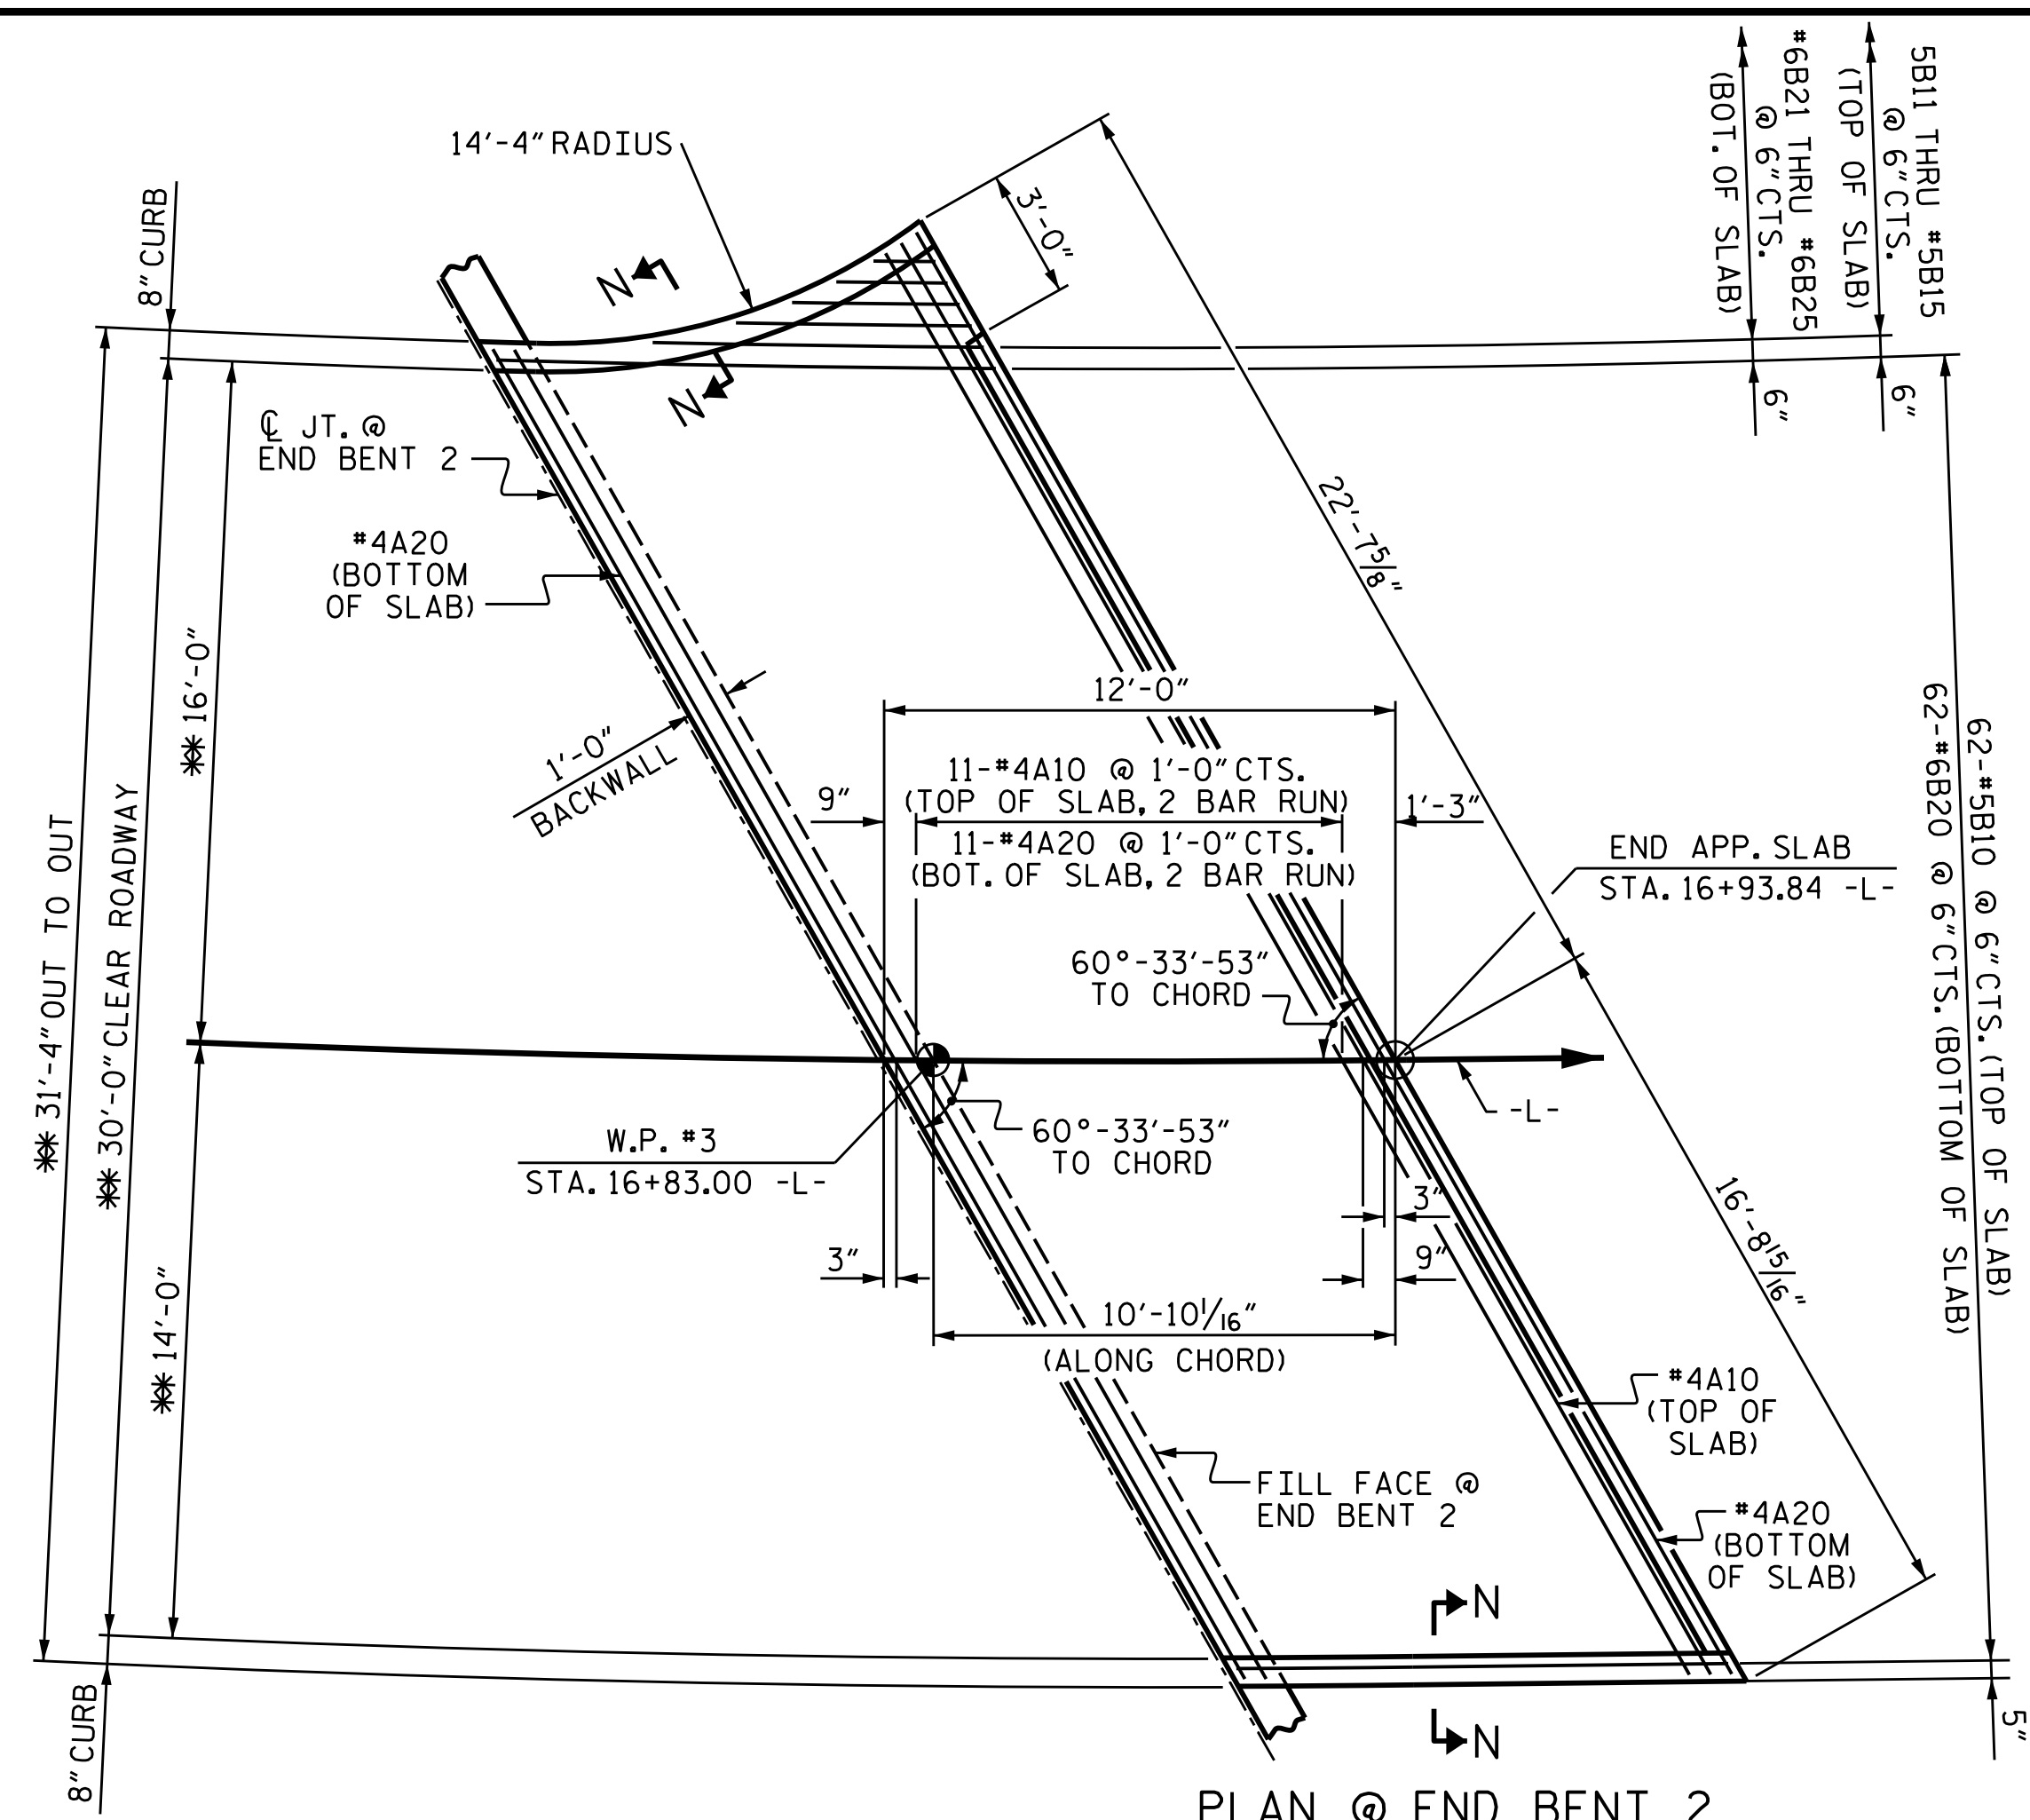 14'-4" RADIUS
3'-0"
5B11 THRU #5B15
@ 6" CTS.
(TOP OF SLAB)
#6B21 THRU #6B25
@ 6" CTS.
(BOT. OF SLAB)
8" CURB
N
N
6"
6"
℄ JT. @
END BENT 2
#4A20
(BOTTOM
OF SLAB)
22'-7 5/8"
** 16'-0"
12'-0"
1'-0"
BACKWALL
9"
11-#4A10 @ 1'-0" CTS.
(TOP OF SLAB, 2 BAR RUN)
11-#4A20 @ 1'-0" CTS.
(BOT. OF SLAB, 2 BAR RUN)
1'-3"
END APP. SLAB
STA. 16+93.84 -L-
62-#5B10 @ 6" CTS. (TOP OF SLAB)
62-#6B20 @ 6" CTS. (BOTTOM OF SLAB)
** 31'-4" OUT TO OUT
** 30'-0" CLEAR ROADWAY
60°-33'-53"
TO CHORD
-L-
60°-33'-53"
TO CHORD
W.P. #3
STA. 16+83.00 -L-
3"
16'-8 15/16"
3"
9"
** 14'-0"
10'-10 1/16"
(ALONG CHORD)
#4A10
(TOP OF
SLAB)
FILL FACE @
END BENT 2
#4A20
(BOTTOM
OF SLAB)
N
N
8" CURB
5"
PLAN @ END BENT 2